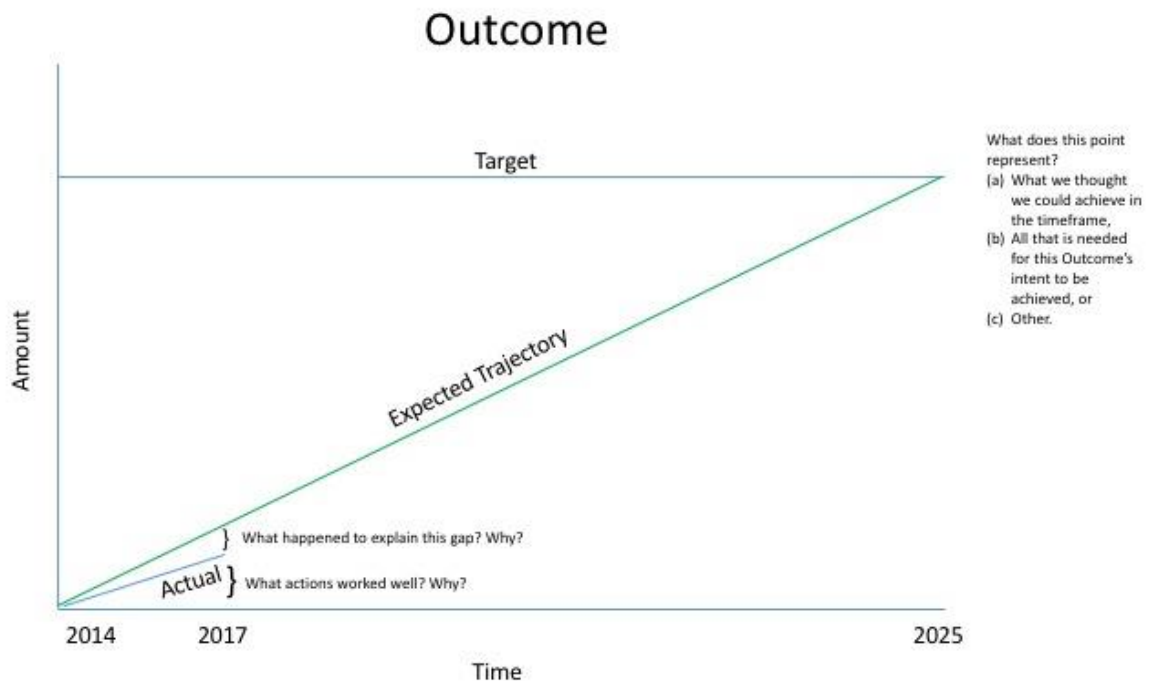 Outcome
Target
What does this point
represent?
(a) What we thought
we could achieve in
the timeframe,
(b) All that is needed
for this Outcome's
intent to be
achieved, or
(c) Other.
Amount
Expected Trajectory
} What happened to explain this gap? Why?
Actual } What actions worked well? Why?
2014 2017 2025
Time